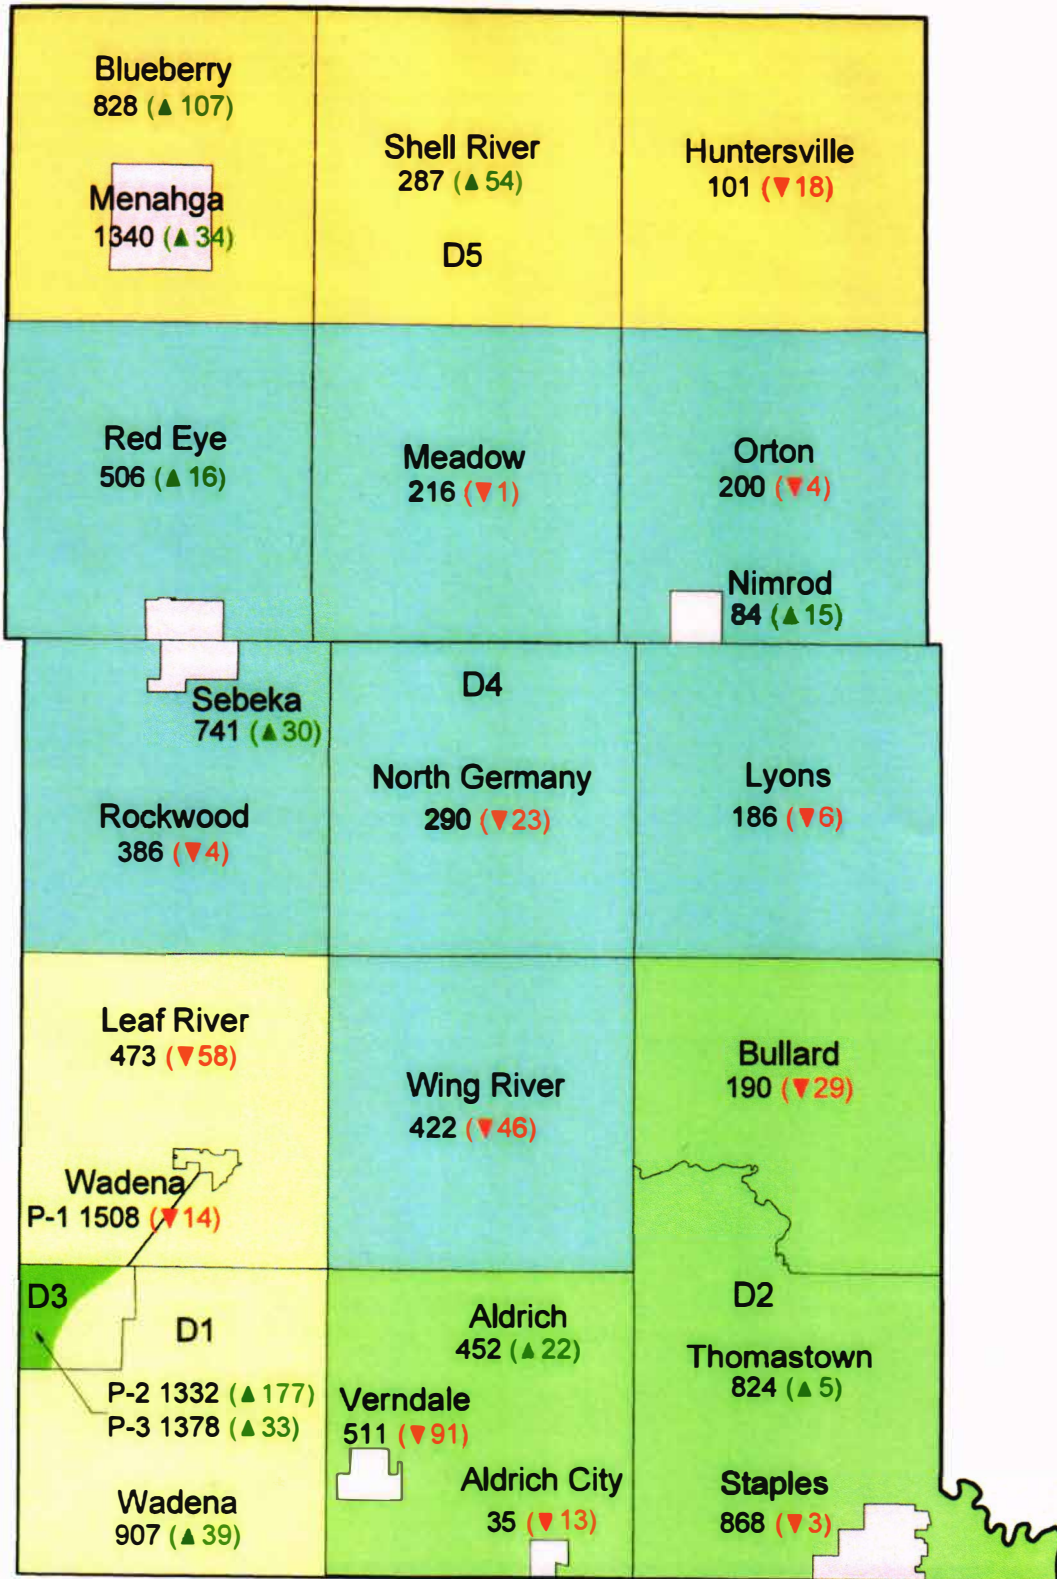 Blueberry
828 (▲ 107)
Menahga
1340 (▲ 34)
Shell River
287 (▲ 54)
D5
Huntersville
101 (▼ 18)
Red Eye
506 (▲ 16)
Meadow
216 (▼ 1)
Orton
200 (▼ 4)
Nimrod
84 (▲ 15)
Sebeka
741 (▲ 30)
Rockwood
386 (▼ 4)
D4
North Germany
290 (▼ 23)
Lyons
186 (▼ 6)
Leaf River
473 (▼ 58)
Wadena
P-1 1508 (▼ 14)
Wing River
422 (▼ 46)
Bullard
190 (▼ 29)
D3
D1
P-2 1332 (▲ 177)
P-3 1378 (▲ 33)
Wadena
907 (▲ 39)
Aldrich
452 (▲ 22)
Verndale
511 (▼ 91)
Aldrich City
35 (▼ 13)
D2
Thomastown
824 (▲ 5)
Staples
868 (▼ 3)